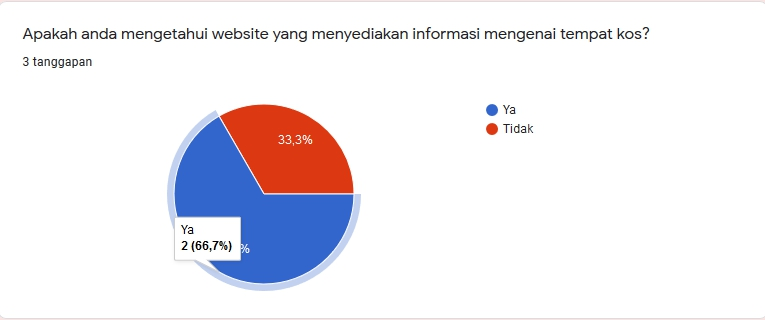 Apakah anda mengetahui website yang menyediakan informasi mengenai tempat kos?
3 tanggapan
Ya
Tidak
33,3%
Ya
2 (66,7%)
%